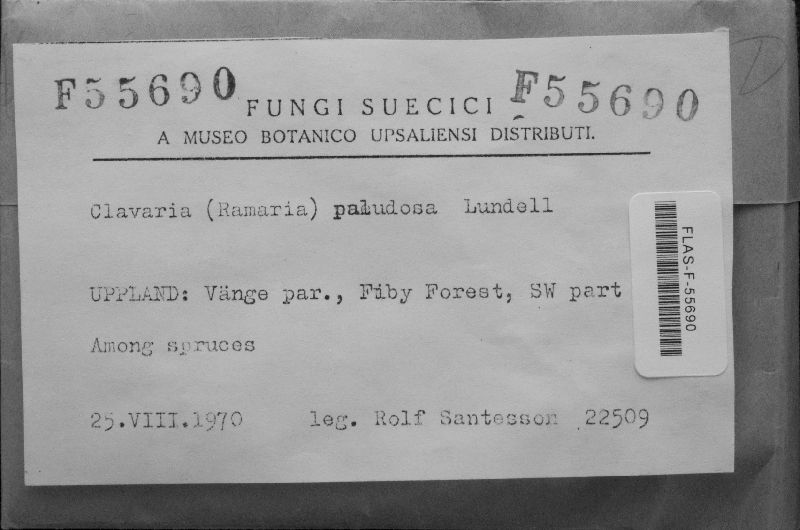 F55690 F55690
FUNGI SUECICI
A MUSEO BOTANICO UPSALIENSI DISTRIBUTI.
Clavaria (Ramaria) paludosa Lundell
UPPLAND: Vänge par., Fiby Forest, SW part
Among spruces
25.VIII.1970 leg. Rolf Santesson 22509
FLAS-F-55690